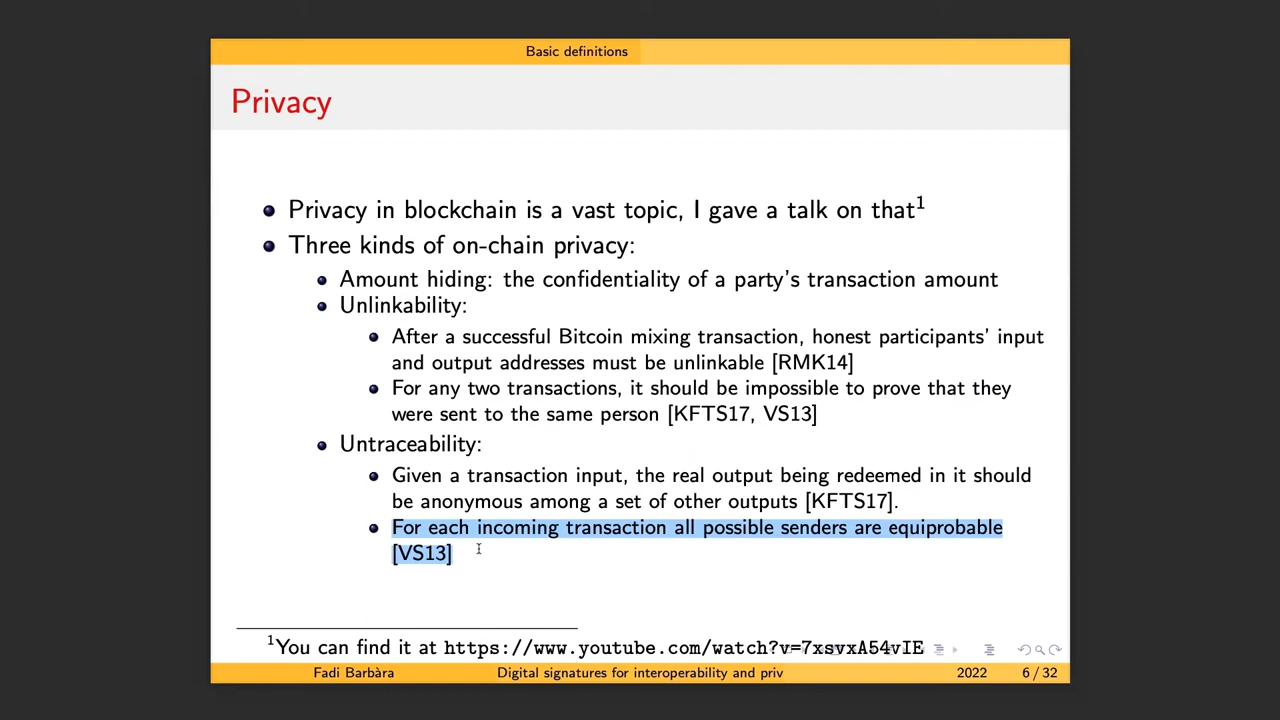 Basic definitions
Privacy
Privacy in blockchain is a vast topic, I gave a talk on that1
Three kinds of on-chain privacy:
Amount hiding: the confidentiality of a party's transaction amount
Unlinkability:
After a successful Bitcoin mixing transaction, honest participants' input
and output addresses must be unlinkable [RMK14]
For any two transactions, it should be impossible to prove that they
were sent to the same person [KFTS17, VS13]
Untraceability:
Given a transaction input, the real output being redeemed in it should
be anonymous among a set of other outputs [KFTS17].
For each incoming transaction all possible senders are equiprobable
[VS13]
1You can find it at https://www.youtube.com/watch?v=7xsvxA54vIE
Fadi Barbàra Digital signatures for interoperability and priv 2022 6 / 32